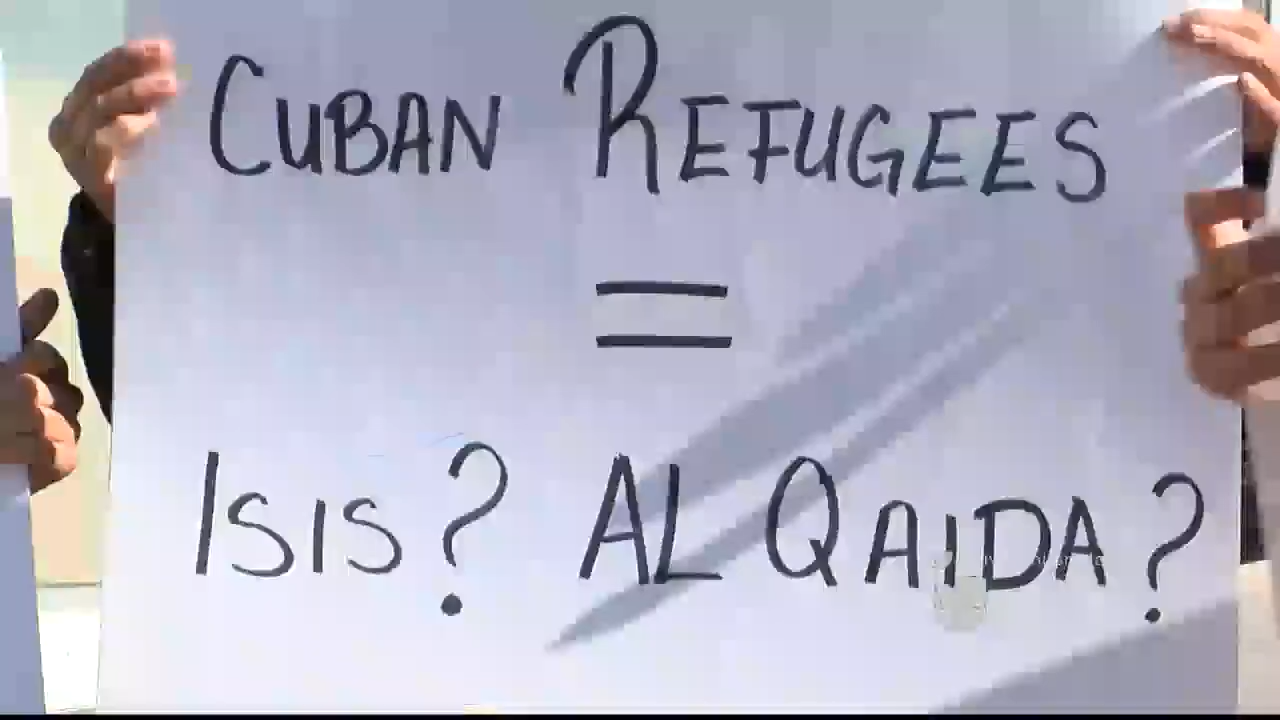 CUBAN REFUGEES
=
ISIS? AL QAIDA?